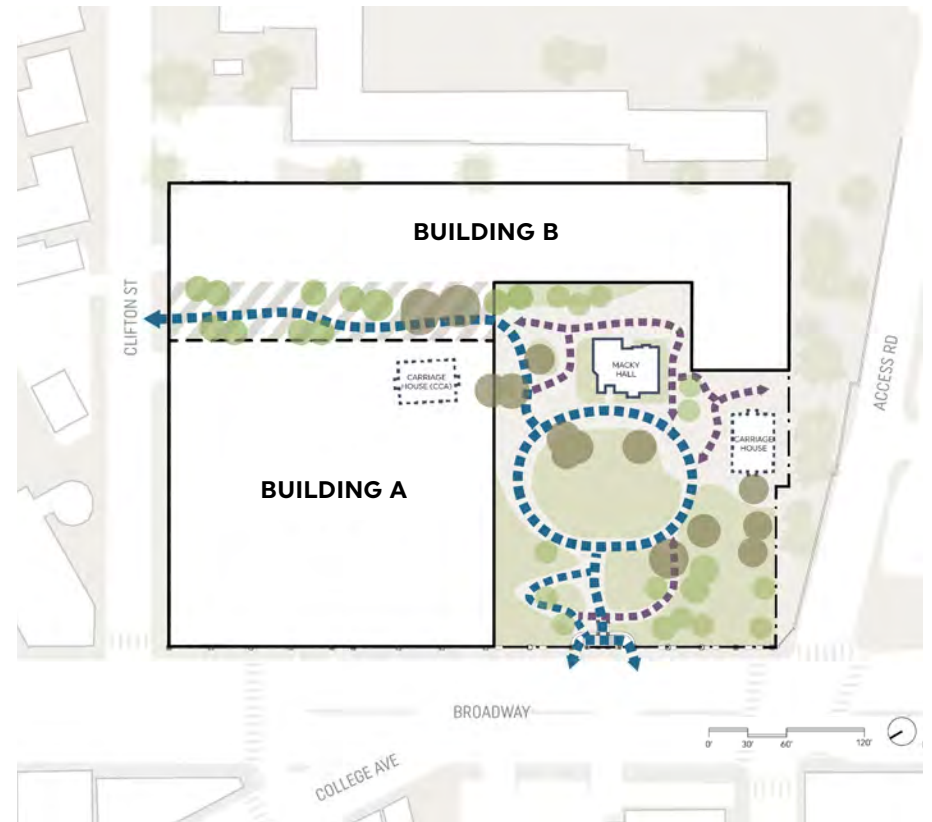 BUILDING B
CLIFTON ST
MACKY
HALL
CARRIAGE
HOUSE (CCA)
ACCESS RD
CARRIAGE
HOUSE
BUILDING A
BROADWAY
0' 30' 60' 120'
COLLEGE AVE